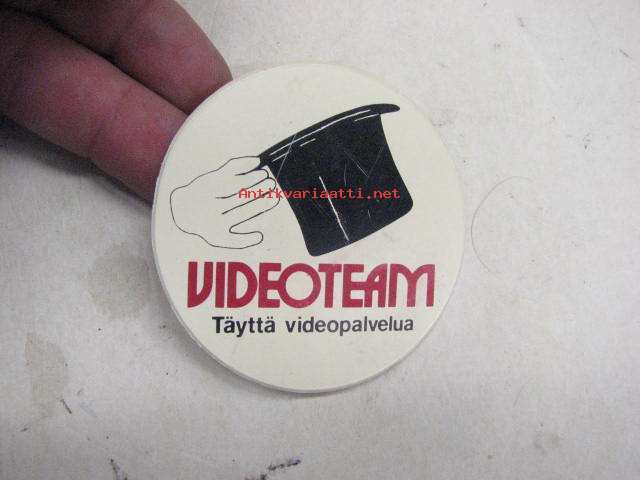 Antikvariaatti.net
VIDEOTEAM
Täyttä videopalvelua